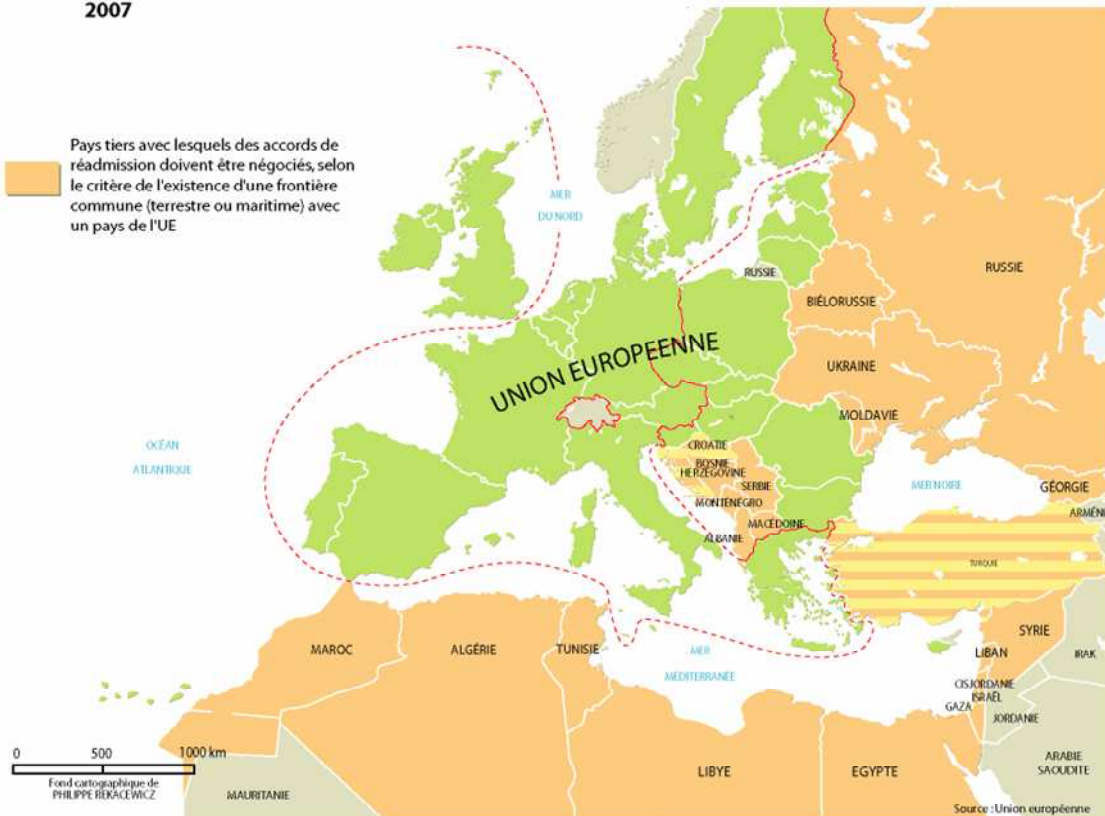 2007
Pays tiers avec lesquels des accords de
réadmission doivent être négociés, selon
le critère de l'existence d'une frontière
commune (terrestre ou maritime) avec
un pays de l'UE
MER
DU NORD
RUSSIE
RUSSIE
BIÉLORUSSIE
UNION EUROPEENNE
UKRAINE
MOLDAVIE
OCÉAN
ATLANTIQUE
CROATIE
BOSNIE
HERZEGOVINE
SERBIE
MONTENÉGRO
MACÉDOINE
ALBANIE
MER NOIRE
GÉORGIE
ARMÉNI
TURQUIE
MAROC
ALGÉRIE
TUNISIE
MER
MÉDITERRANÉE
SYRIE
LIBAN
IRAK
CISJORDANIE
ISRAËL
GAZA
JORDANIE
ARABIE
SAOUDITE
LIBYE
EGYPTE
MAURITANIE
0 500 1000 km
Fond cartographique de
PHILIPPE REKACEWICZ
Source : Union européenne